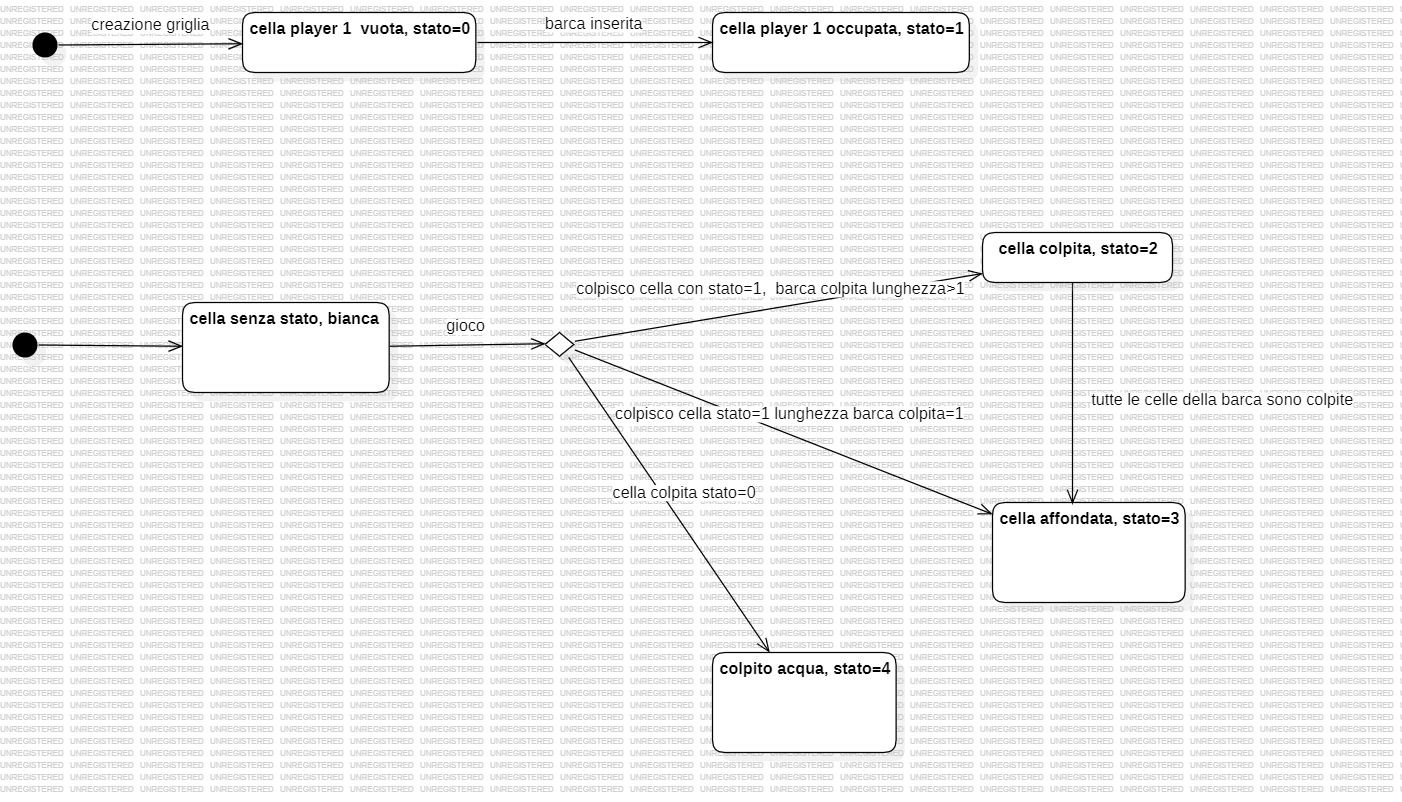 creazione griglia
cella player 1  vuota, stato=0
barca inserita
cella player 1 occupata, stato=1
cella colpita, stato=2
colpisco cella con stato=1,  barca colpita lunghezza>1
cella senza stato, bianca
gioco
tutte le celle della barca sono colpite
colpisco cella stato=1 lunghezza barca colpita=1
cella colpita stato=0
cella affondata, stato=3
colpito acqua, stato=4
UNREGISTERED